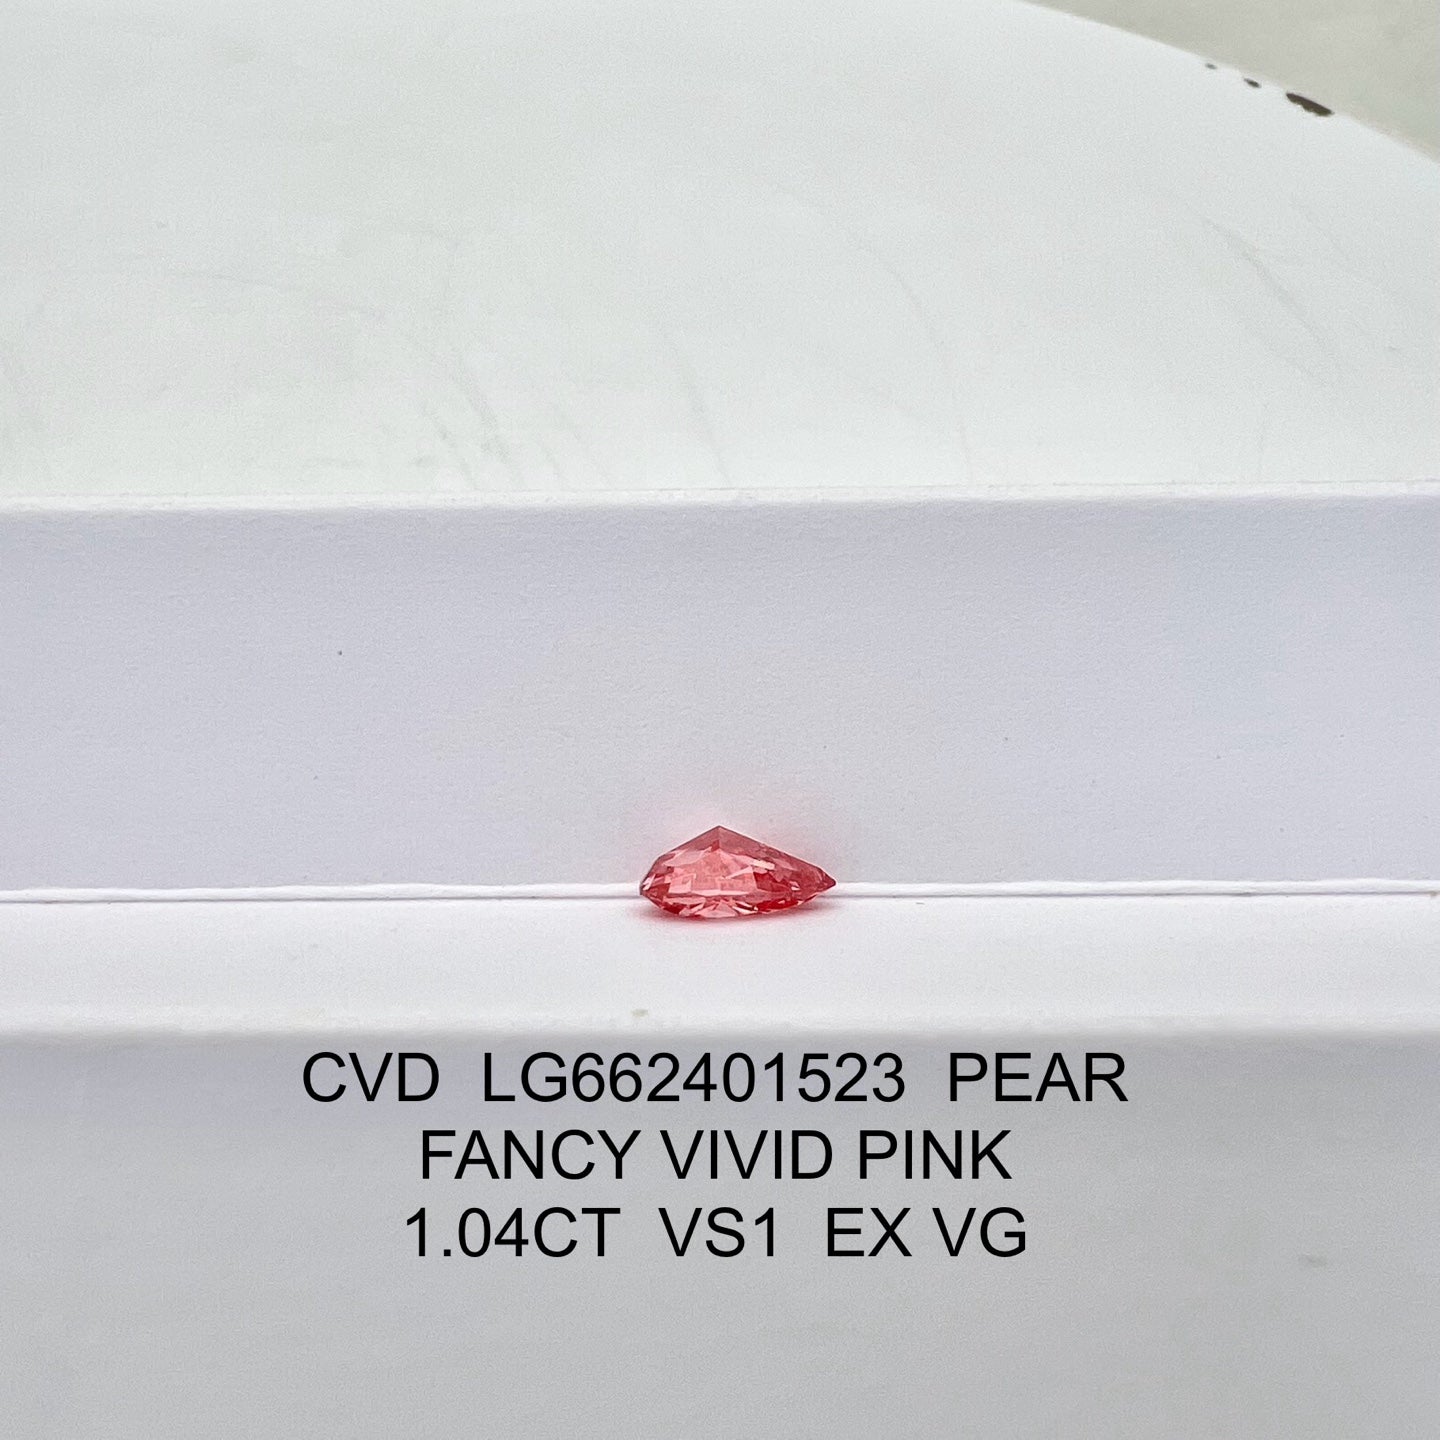 CVD LG662401523 PEAR
FANCY VIVID PINK
1.04CT VS1 EX VG